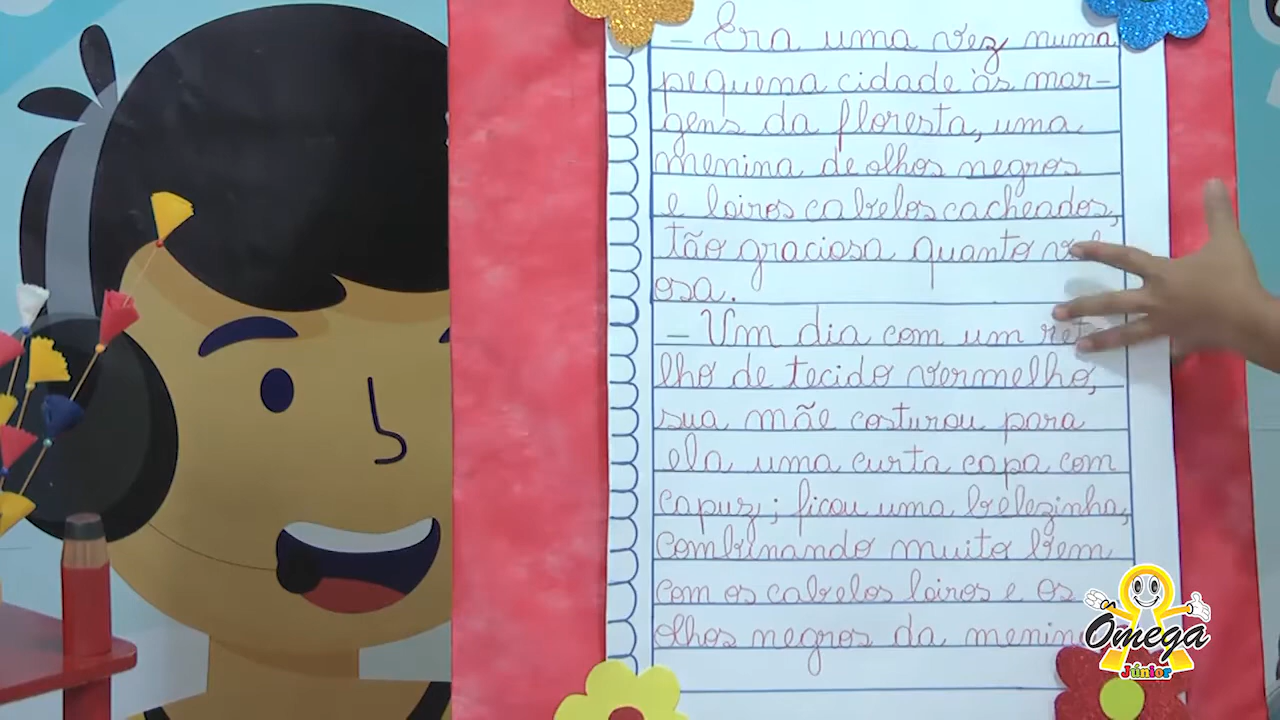 – Era uma vez numa
pequena cidade às mar-
gens da floresta, uma
menina de olhos negros
e loiros cabelos cacheados,
tão graciosa quanto
osa.
– Um dia com um
lho de tecido vermelho,
sua mãe costurou para
ela uma curta capa com
capuz; ficou uma belezinha,
combinando muito bem
com os cabelos loiros e os
olhos negros da
Ômega
Júnior